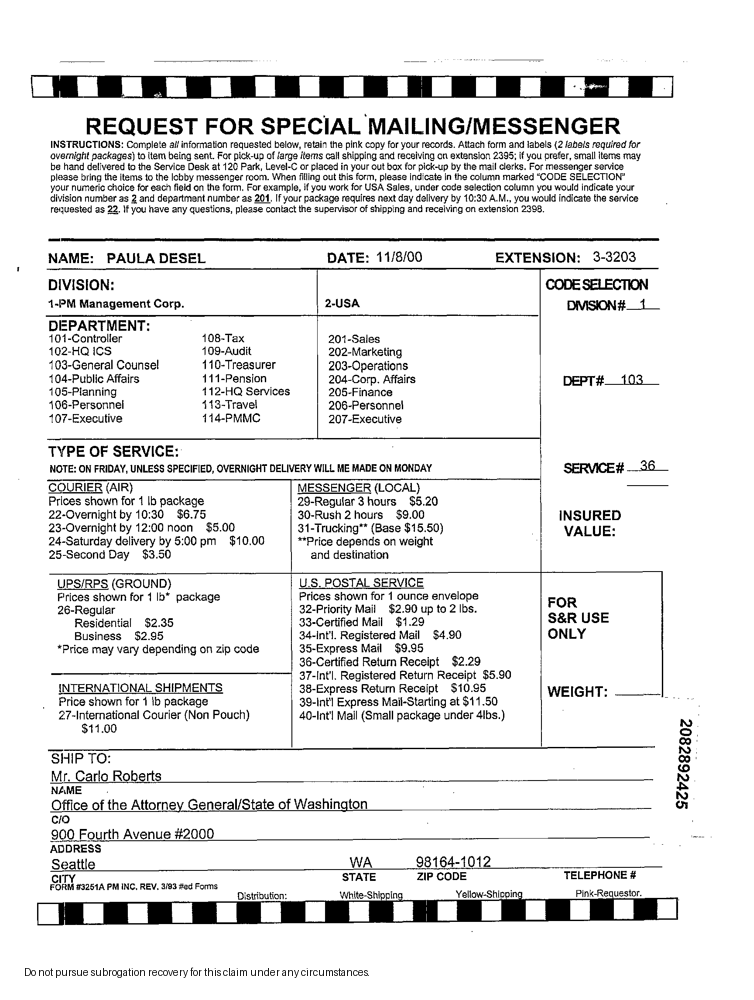 REQUEST FOR SPECIAL MAILING/MESSENGER
INSTRUCTIONS: Complete all information requested below, retain the pink copy for your records. Attach form and labels (2 labels required for
overnight packages) to item being sent. For pick-up of large items call shipping and receiving on extension 2395; if you prefer, small items may
be hand delivered to the Service Desk at 120 Park, Level-C or placed in your out box for pick-up by the mail clerks. For messenger service
please bring the items to the lobby messenger room. When filling out this form, please indicate in the column marked "CODE SELECTION"
your numeric choice for each field on the form. For example, if you work for USA Sales, under code selection column you would indicate your
division number as 2 and department number as 201. If your package requires next day delivery by 10:30 A.M., you would indicate the service
requested as 22. If you have any questions, please contact the supervisor of shipping and receiving on extension 2398.
NAME: PAULA DESEL DATE: 11/8/00 EXTENSION: 3-3203
DIVISION: CODE SELECTION
1-PM Management Corp. 2-USA DIVISION# 1
DEPARTMENT:
101-Controller 108-Tax 201-Sales
102-HQ ICS 109-Audit 202-Marketing
103-General Counsel 110-Treasurer 203-Operations
104-Public Affairs 111-Pension 204-Corp. Affairs DEPT# 103
105-Planning 112-HQ Services 205-Finance
106-Personnel 113-Travel 206-Personnel
107-Executive 114-PMMC 207-Executive
TYPE OF SERVICE:
NOTE: ON FRIDAY, UNLESS SPECIFIED, OVERNIGHT DELIVERY WILL ME MADE ON MONDAY SERVICE# 36
COURIER (AIR)
Prices shown for 1 lb package
22-Overnight by 10:30 $6.75
23-Overnight by 12:00 noon $5.00
24-Saturday delivery by 5:00 pm $10.00
25-Second Day $3.50
MESSENGER (LOCAL)
29-Regular 3 hours $5.20
30-Rush 2 hours $9.00
31-Trucking** (Base $15.50)
**Price depends on weight
and destination
INSURED
VALUE:
UPS/RPS (GROUND)
Prices shown for 1 lb* package
26-Regular
Residential $2.35
Business $2.95
*Price may vary depending on zip code
INTERNATIONAL SHIPMENTS
Price shown for 1 lb package
27-International Courier (Non Pouch)
$11.00
U.S. POSTAL SERVICE
Prices shown for 1 ounce envelope
32-Priority Mail $2.90 up to 2 lbs.
33-Certified Mail $1.29
34-Int'l. Registered Mail $4.90
35-Express Mail $9.95
36-Certified Return Receipt $2.29
37-Int'l. Registered Return Receipt $5.90
38-Express Return Receipt $10.95
39-Int'l Express Mail-Starting at $11.50
40-Int'l Mail (Small package under 4lbs.)
FOR
S&R USE
ONLY
WEIGHT:
2082892425
SHIP TO:
Mr. Carlo Roberts
NAME
Office of the Attorney General/State of Washington
C/O
900 Fourth Avenue #2000
ADDRESS
Seattle WA 98164-1012
CITY STATE ZIP CODE TELEPHONE #
FORM #3251A PM INC. REV. 3/93 #ed Forms
Distribution: White-Shipping Yellow-Shipping Pink-Requestor.
Do not pursue subrogation recovery for this claim under any circumstances.